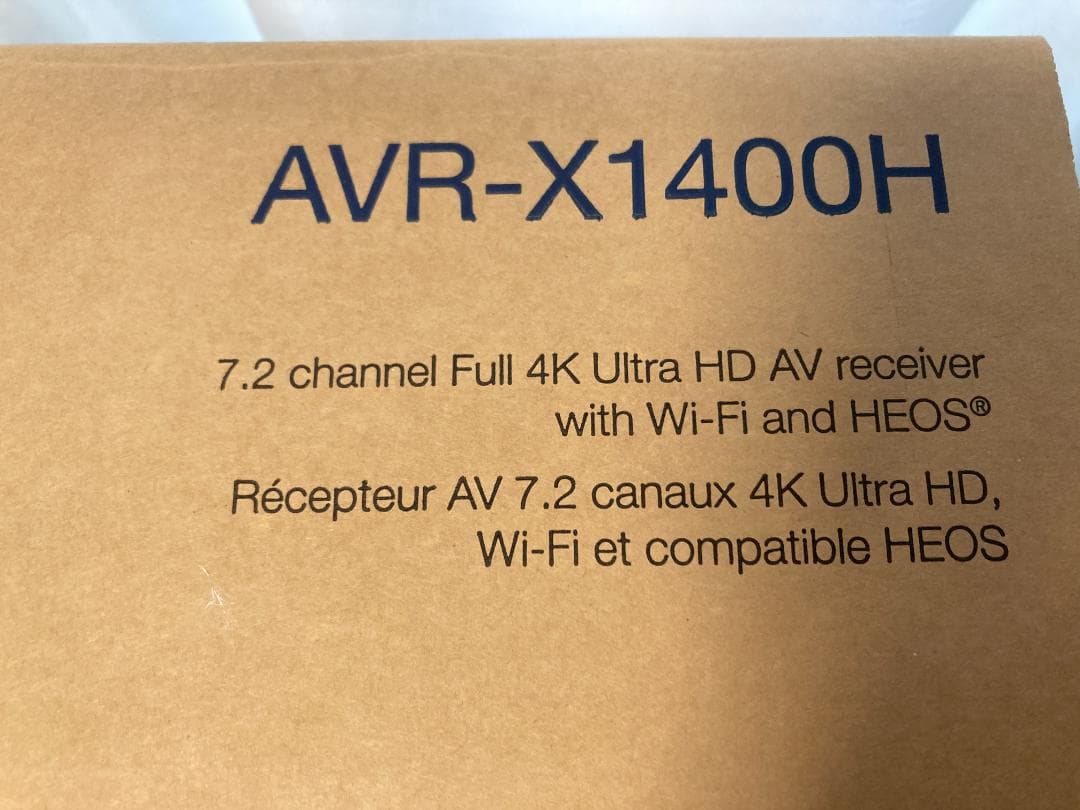 AVR-X1400H
7.2 channel Full 4K Ultra HD AV receiver
with Wi-Fi and HEOS®
Récepteur AV 7.2 canaux 4K Ultra HD,
Wi-Fi et compatible HEOS